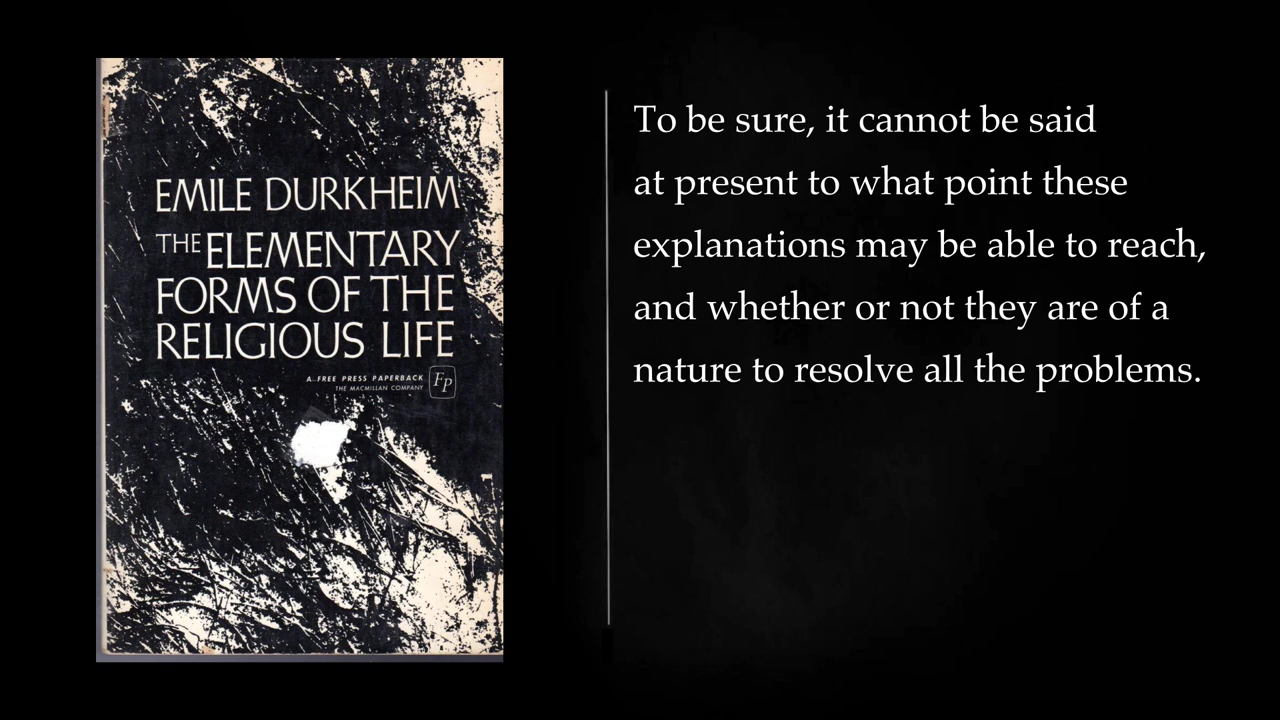 EMILE DURKHEIM
THE ELEMENTARY
FORMS OF THE
RELIGIOUS LIFE
A FREE PRESS PAPERBACK
THE MACMILLAN COMPANY
FP
To be sure, it cannot be said
at present to what point these
explanations may be able to reach,
and whether or not they are of a
nature to resolve all the problems.